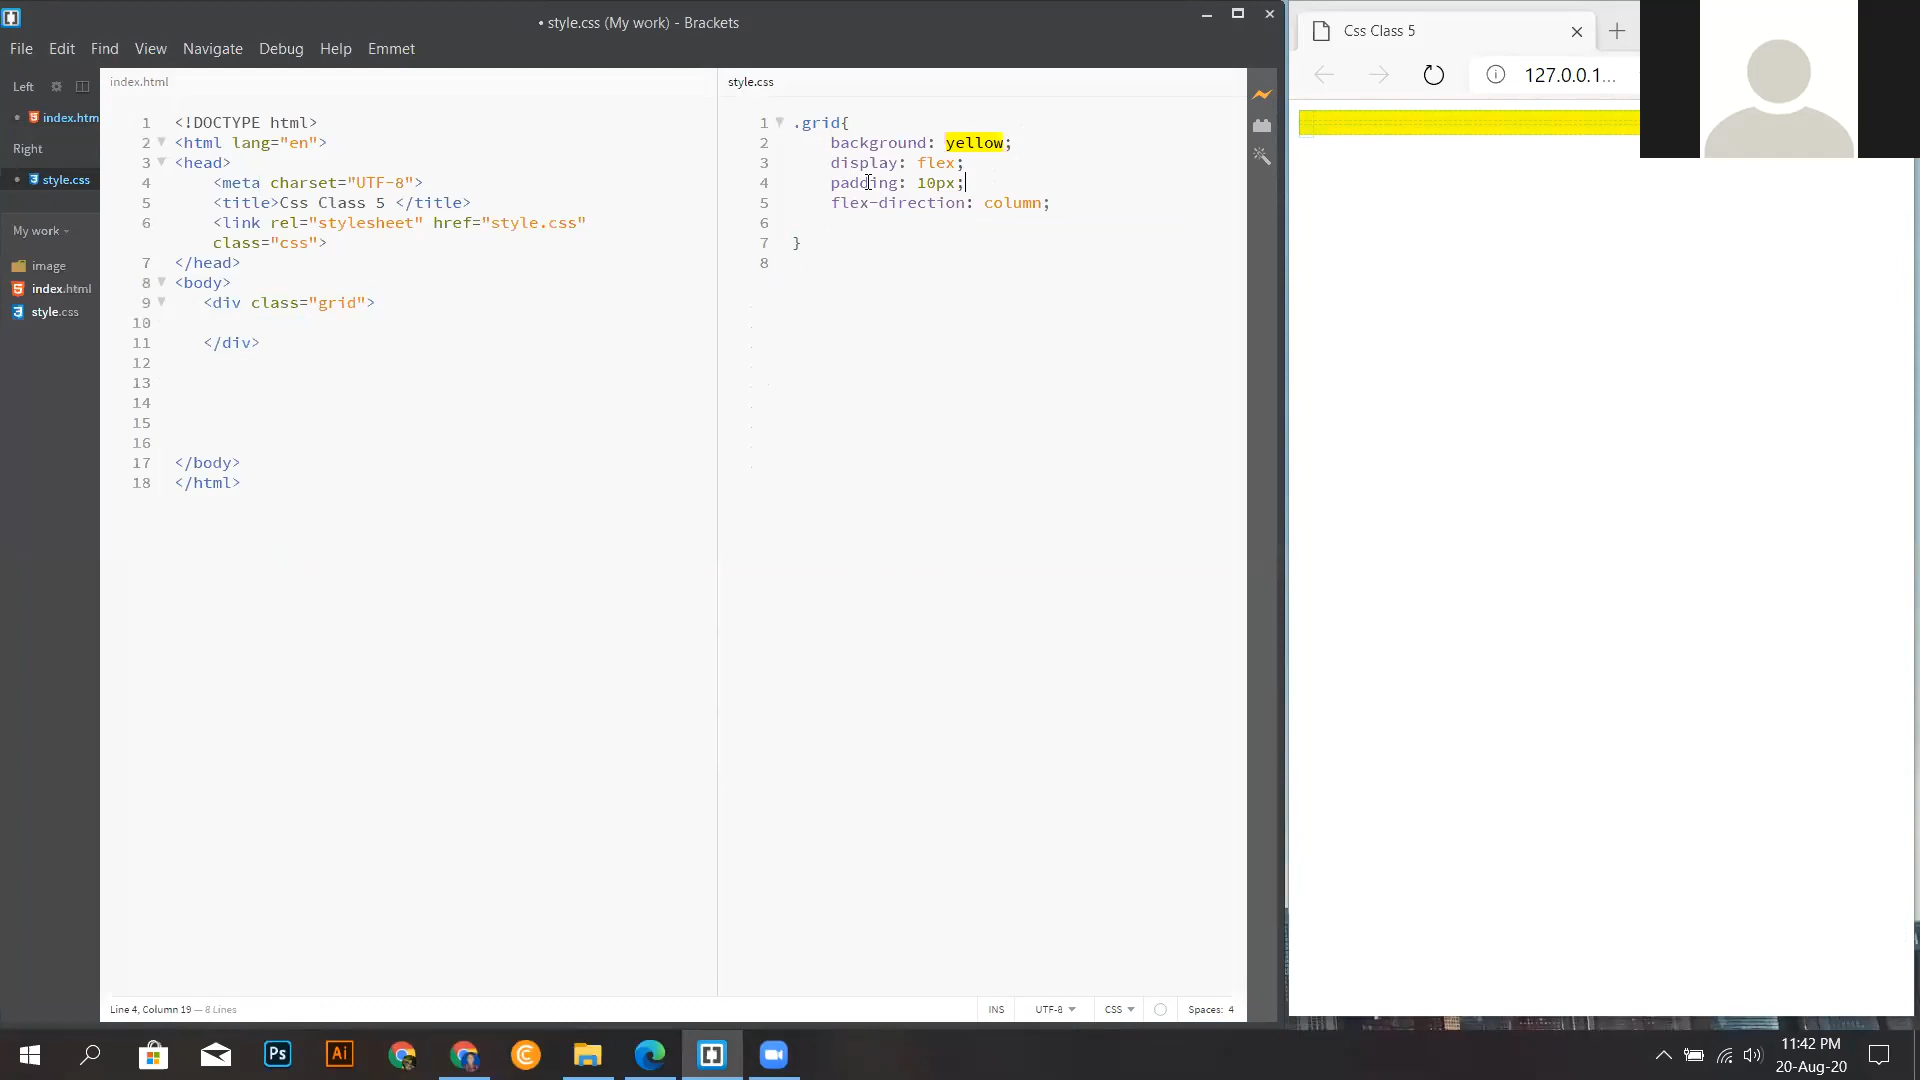 • style.css (My work) - Brackets
File Edit Find View Navigate Debug Help Emmet
Left
• index.htm
Right
• style.css
My work
image
index.html
style.css
index.html
1 <!DOCTYPE html>
2 <html lang="en">
3 <head>
4 <meta charset="UTF-8">
5 <title>Css Class 5 </title>
6 <link rel="stylesheet" href="style.css"
class="css">
7 </head>
8 <body>
9 <div class="grid">
10
11 </div>
12
13
14
15
16
17 </body>
18 </html>
style.css
1 .grid{
2 background: yellow;
3 display: flex;
4 padding: 10px;
5 flex-direction: column;
6
7 }
8
Line 4, Column 19 — 8 Lines
INS UTF-8 CSS Spaces: 4
Css Class 5
127.0.0.1...
Ps
Ai
11:42 PM
20-Aug-20